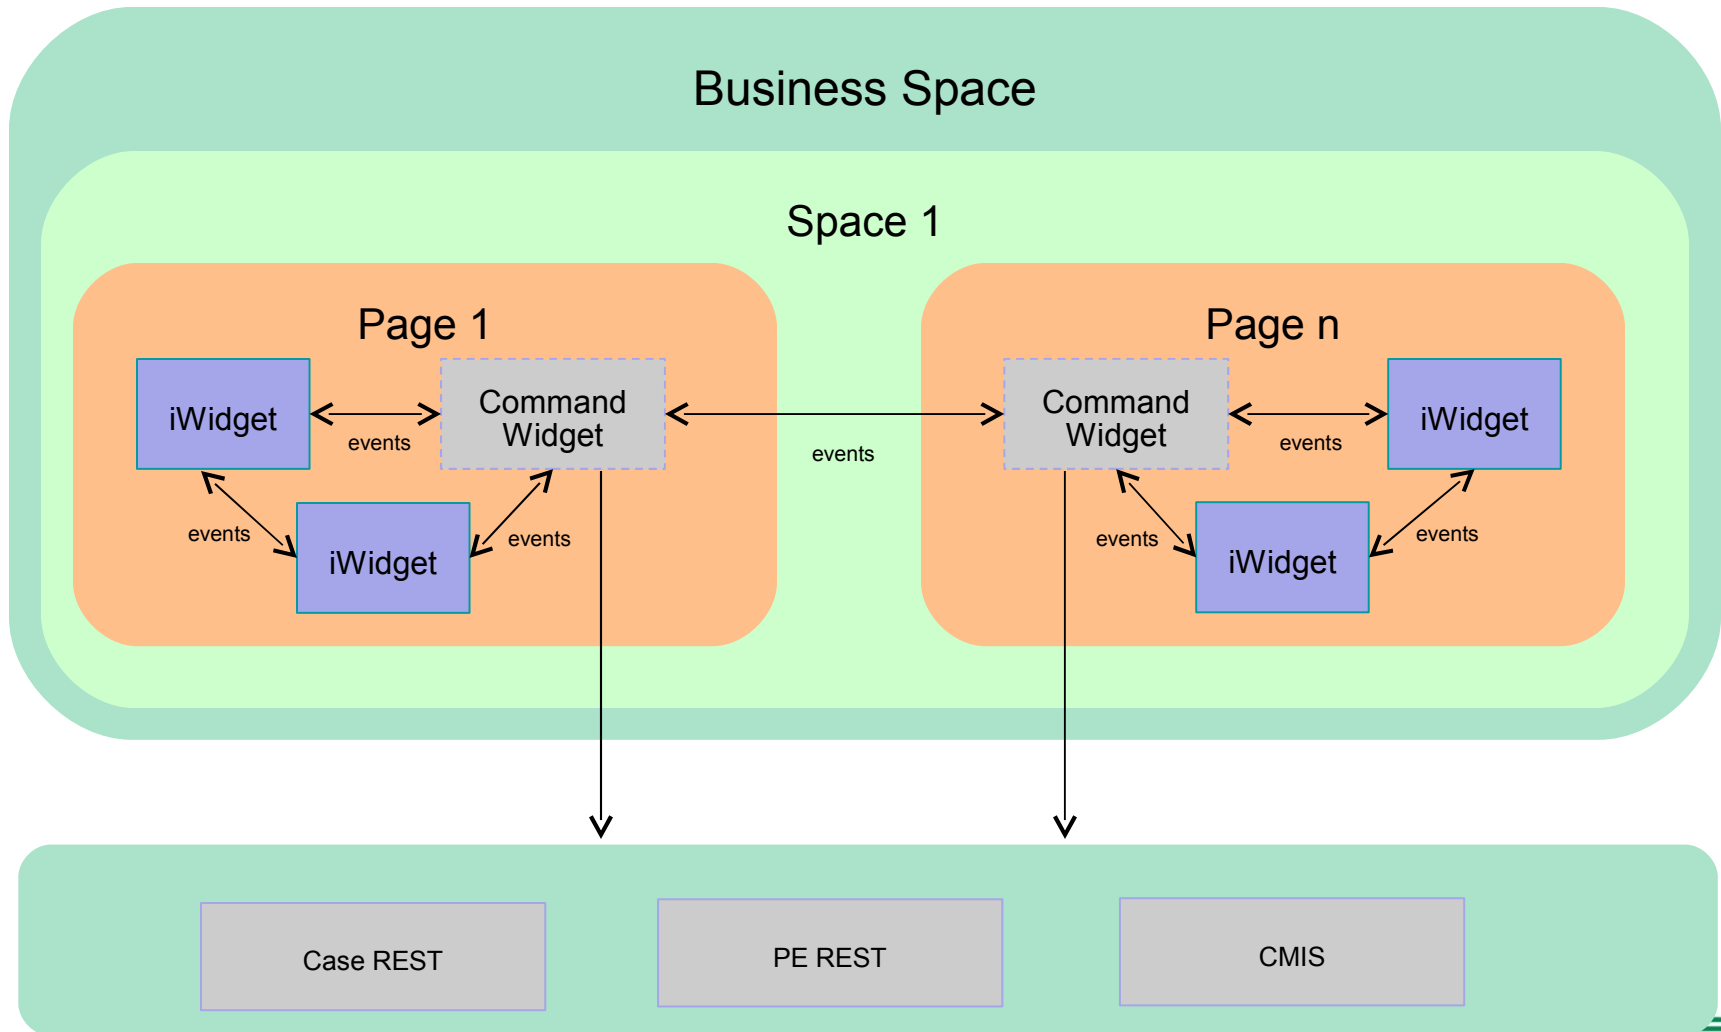 Business Space
Space 1
Page 1
iWidget
events
Command
Widget
events
iWidget
events
events
Page n
Command
Widget
events
iWidget
events
iWidget
events
Case REST
PE REST
CMIS